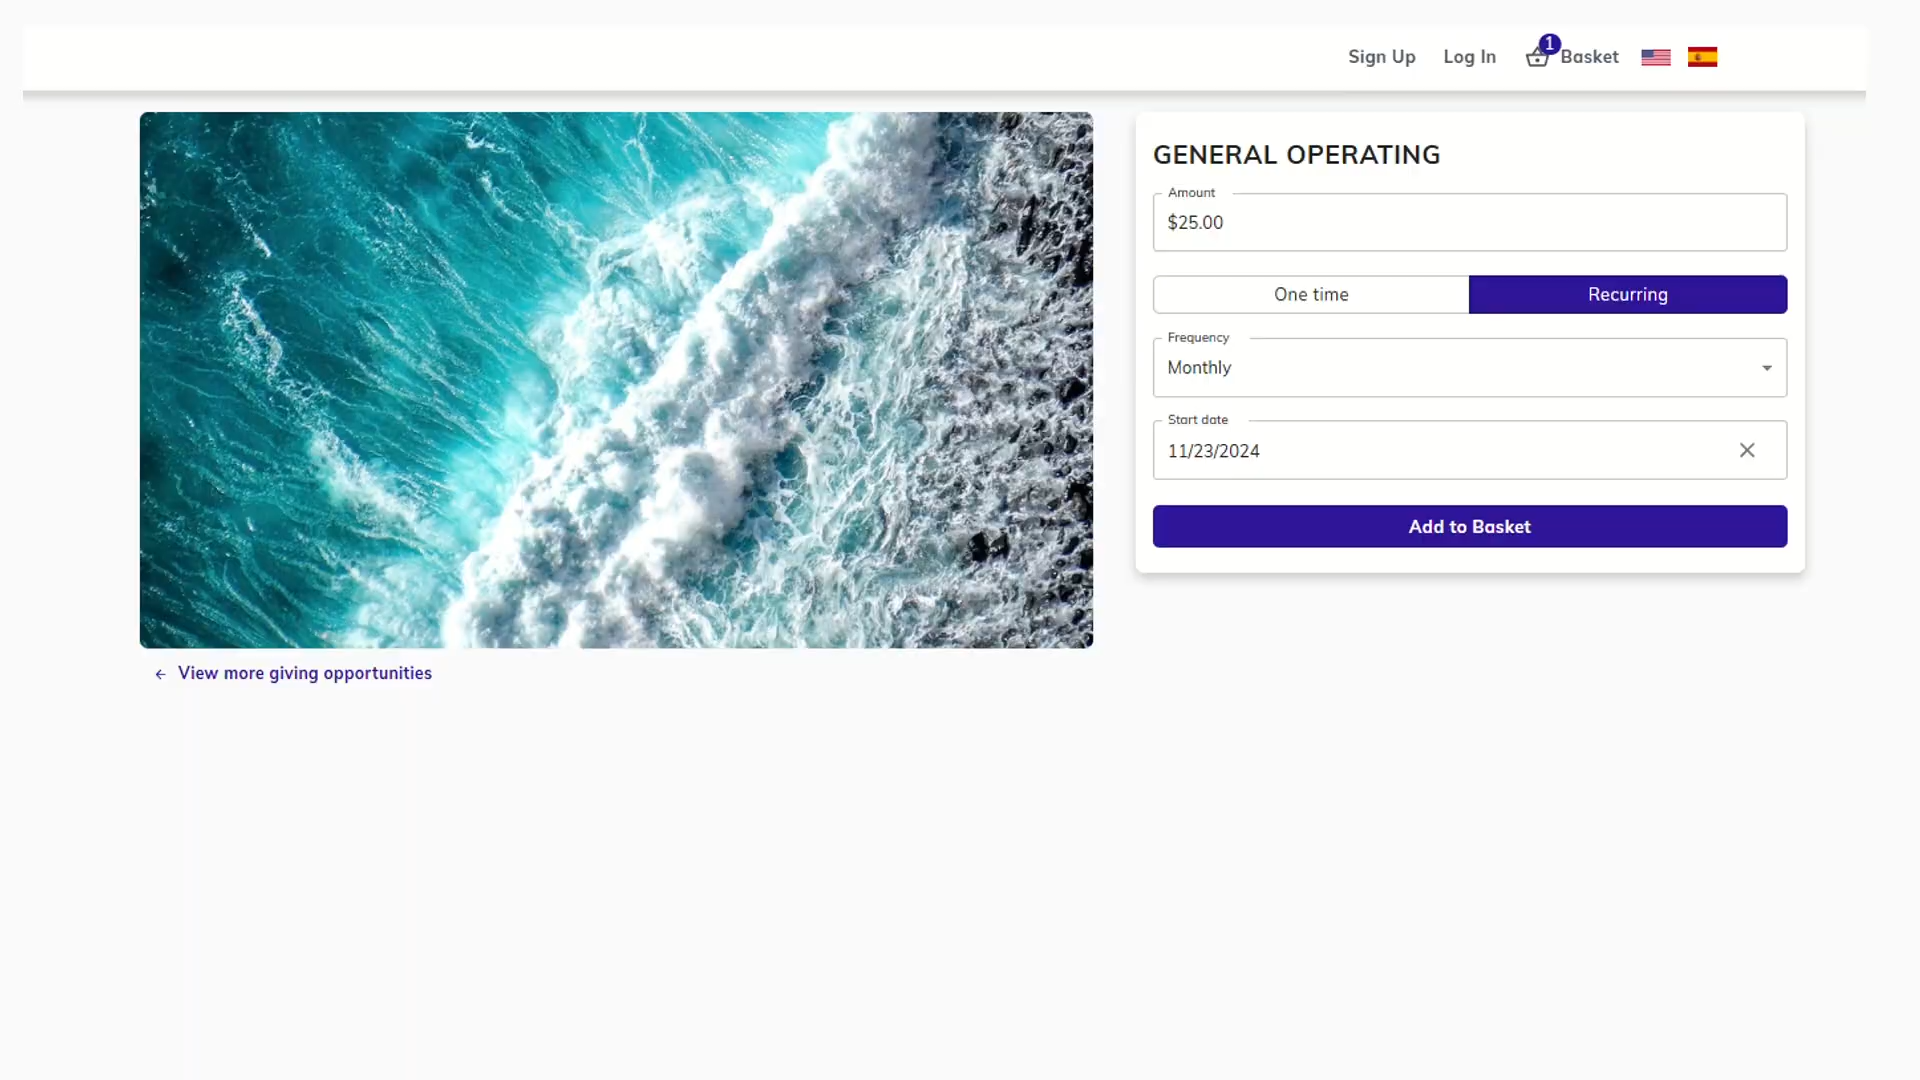 Sign Up Log In 1 Basket
GENERAL OPERATING
Amount
$25.00
One time Recurring
Frequency
Monthly
Start date
11/23/2024
Add to Basket
View more giving opportunities